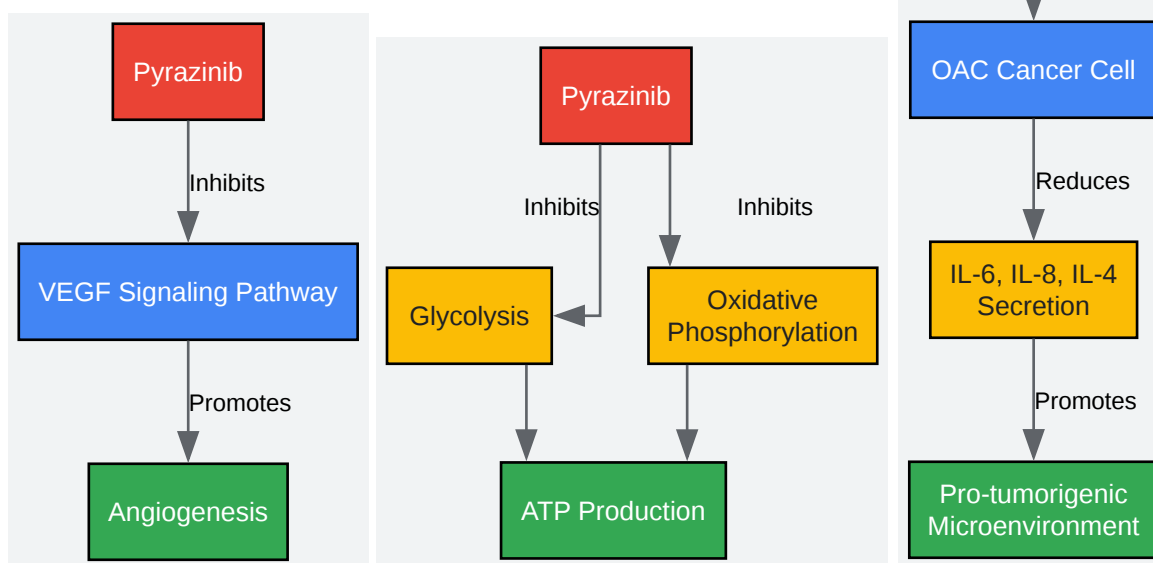 Pyrazinib
Inhibits
VEGF Signaling Pathway
Promotes
Angiogenesis
Pyrazinib
Inhibits
Inhibits
Glycolysis
Oxidative
Phosphorylation
ATP Production
OAC Cancer Cell
Reduces
IL-6, IL-8, IL-4
Secretion
Promotes
Pro-tumorigenic
Microenvironment